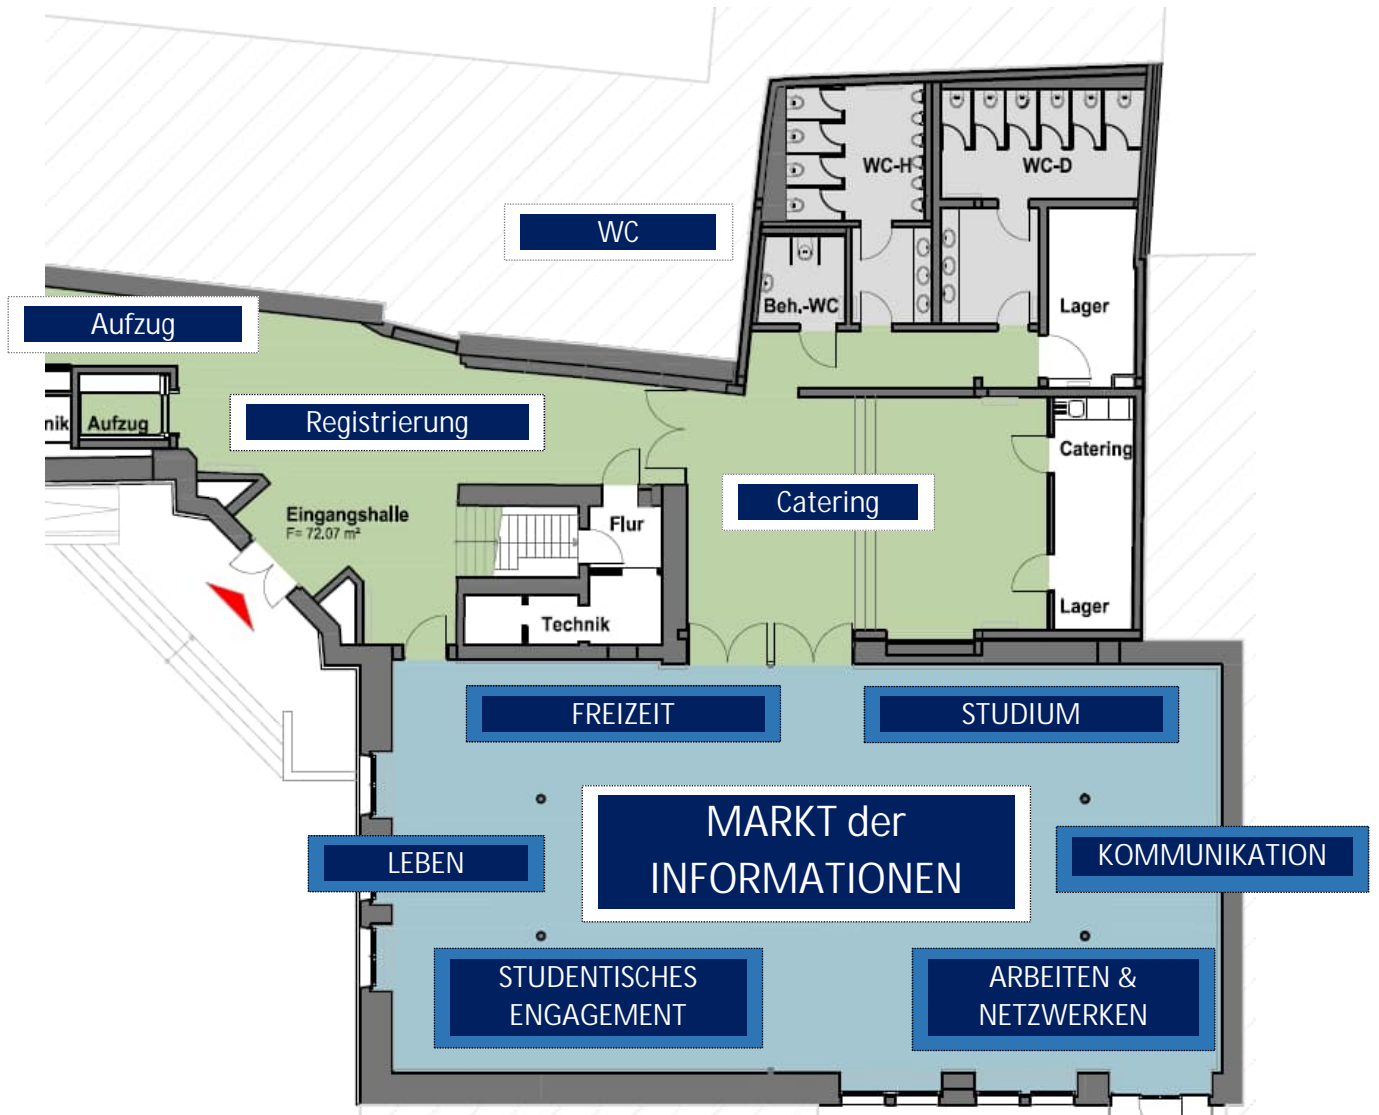 WC-H
WC-D
WC
Beh.-WC
Lager
Aufzug
Registrierung
nik
Aufzug
Catering
Catering
Eingangshalle
F= 72.07 m²
Flur
Technik
Lager
FREIZEIT
STUDIUM
MARKT der
INFORMATIONEN
LEBEN
KOMMUNIKATION
STUDENTISCHES
ENGAGEMENT
ARBEITEN &
NETZWERKEN